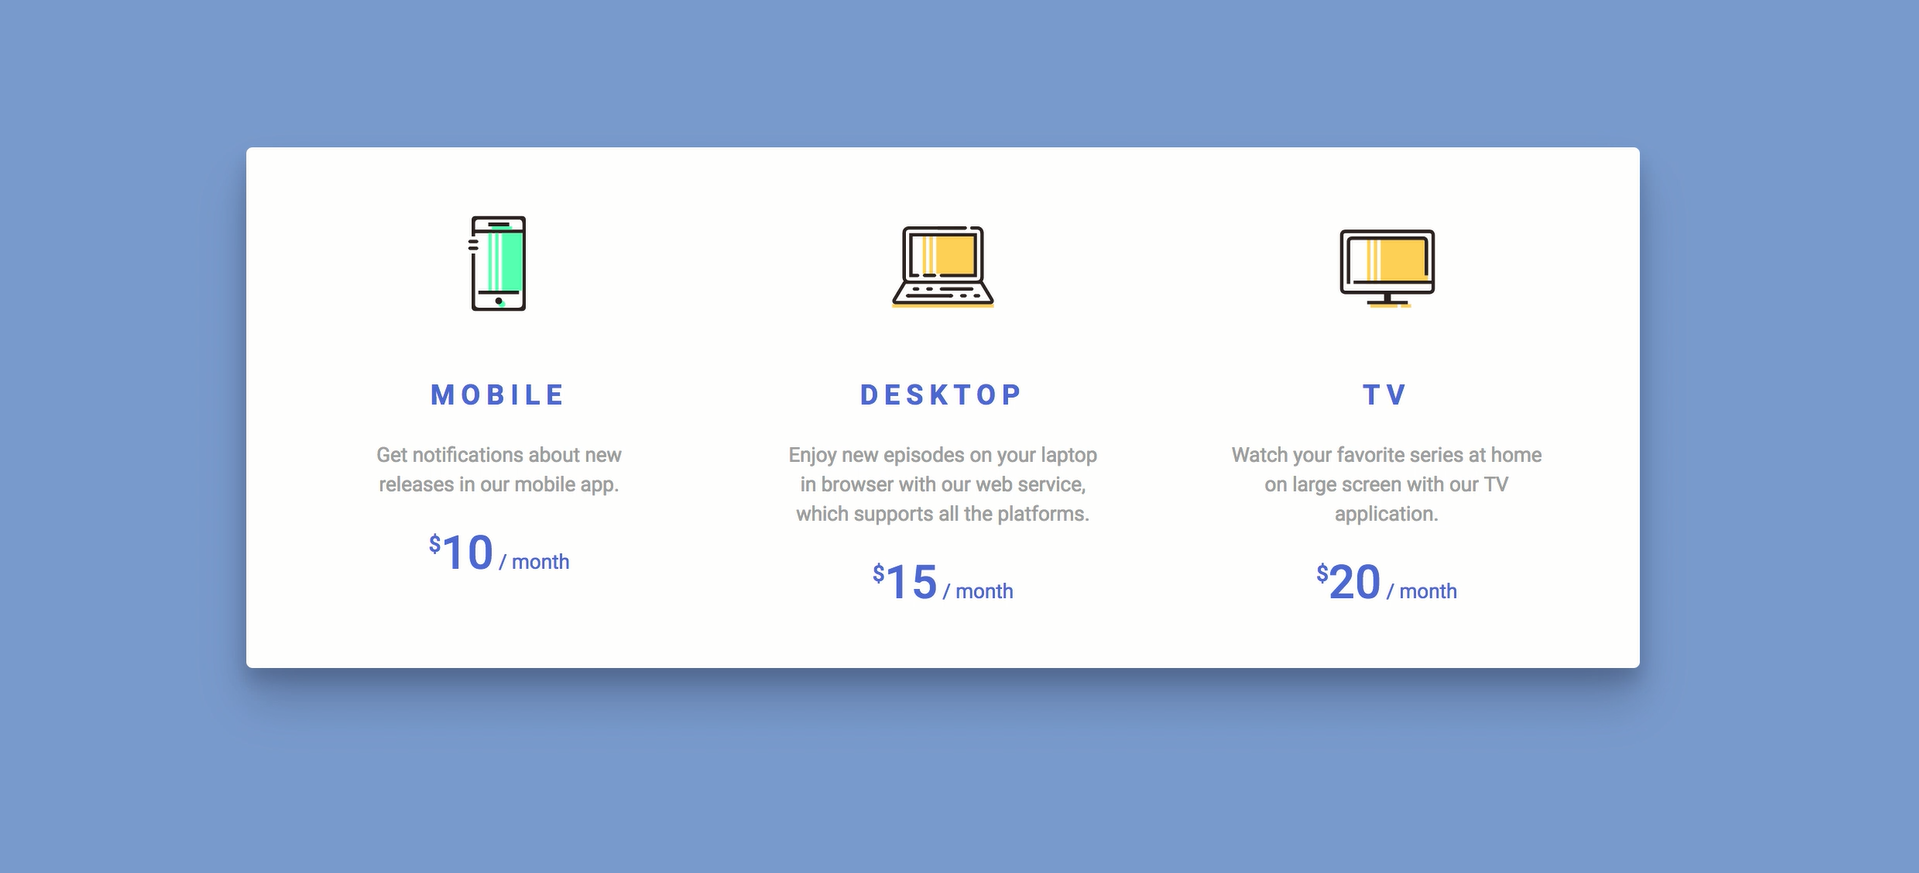 MOBILE
Get notifications about new
releases in our mobile app.
$10 / month
DESKTOP
Enjoy new episodes on your laptop
in browser with our web service,
which supports all the platforms.
$15 / month
TV
Watch your favorite series at home
on large screen with our TV
application.
$20 / month